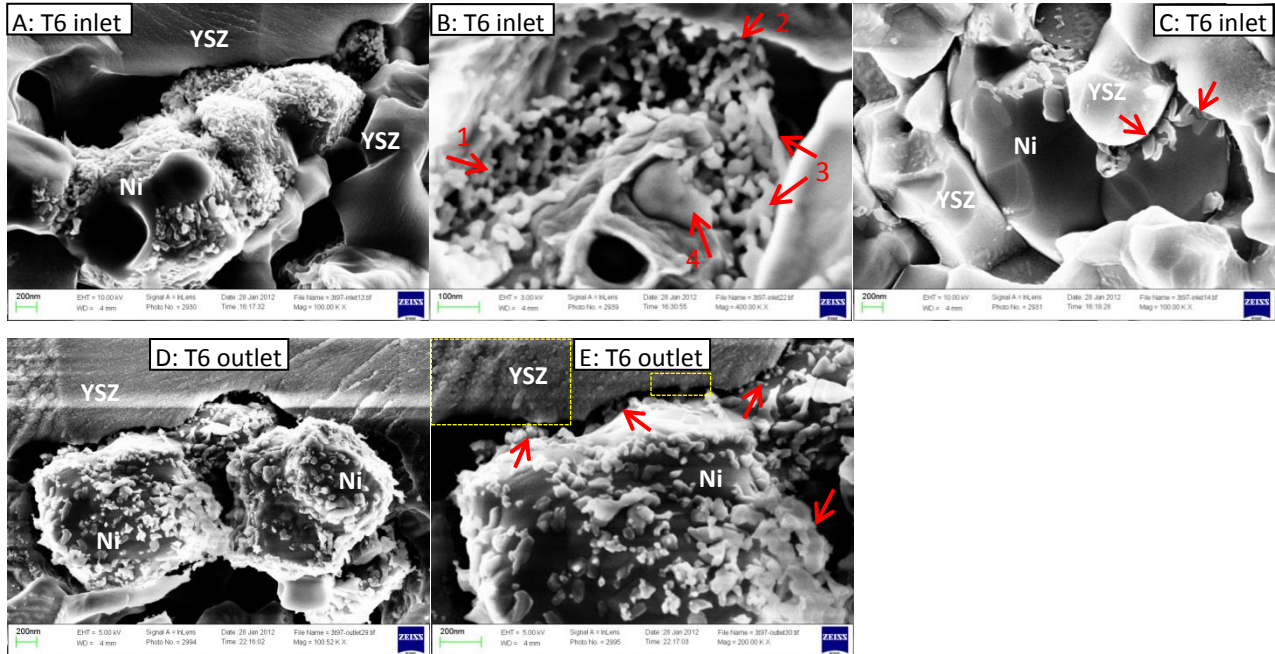 A: T6 inlet
YSZ
YSZ
Ni
200nm
EHT = 10.00 kV
WD = 4 mm
Signal A = InLens
Photo No. = 2930
Date :28 Jan 2012
Time :16:17:32
File Name = 3t97-inlet13.tif
Mag = 100.00 K X
ZEISS
B: T6 inlet
2
1
3
4
100nm
EHT = 3.00 kV
WD = 4 mm
Signal A = InLens
Photo No. = 2939
Date :28 Jan 2012
Time :16:30:55
File Name = 3t97-inlet22.tif
Mag = 400.00 K X
ZEISS
C: T6 inlet
YSZ
Ni
YSZ
200nm
EHT = 10.00 kV
WD = 4 mm
Signal A = InLens
Photo No. = 2931
Date :28 Jan 2012
Time :16:18:28
File Name = 3t97-inlet14.tif
Mag = 100.00 K X
ZEISS
D: T6 outlet
YSZ
Ni
Ni
200nm
EHT = 5.00 kV
WD = 4 mm
Signal A = InLens
Photo No. = 2994
Date :28 Jan 2012
Time :22:16:02
File Name = 3t97-outlet29.tif
Mag = 100.52 K X
ZEISS
E: T6 outlet
YSZ
Ni
200nm
EHT = 5.00 kV
WD = 4 mm
Signal A = InLens
Photo No. = 2995
Date :28 Jan 2012
Time :22:17:03
File Name = 3t97-outlet30.tif
Mag = 200.00 K X
ZEISS